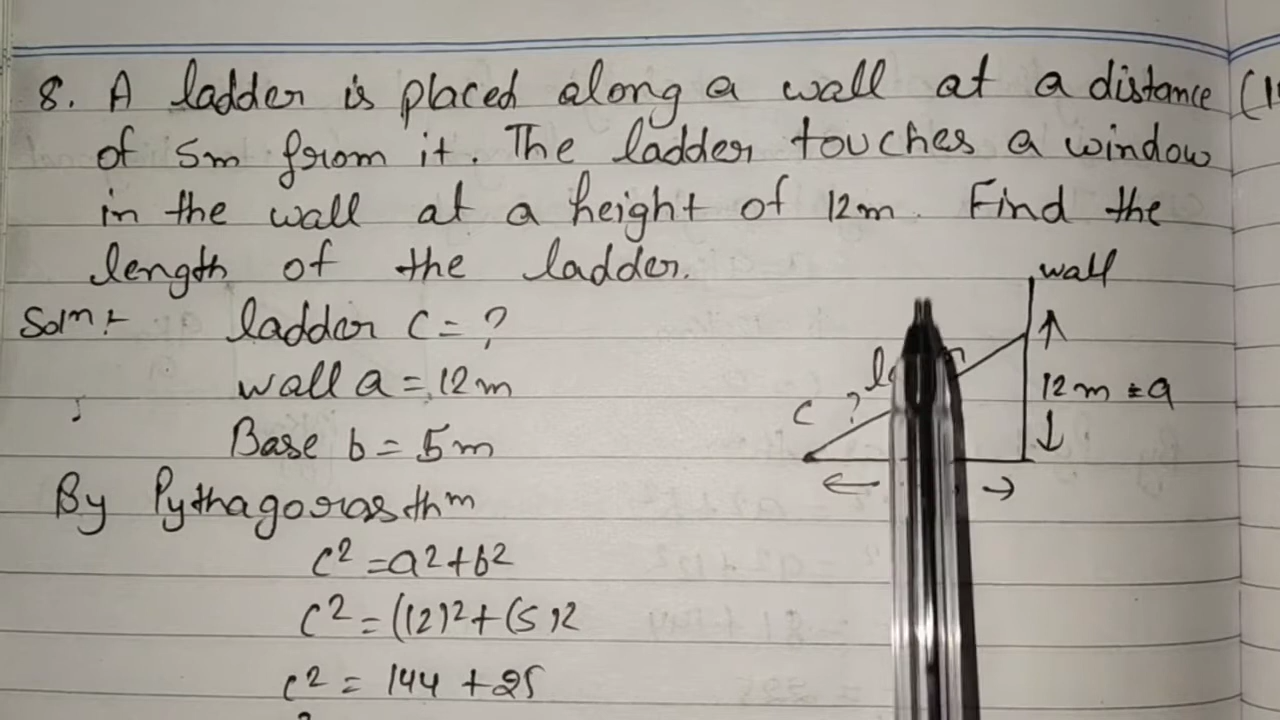 8. A ladder is placed along a wall at a distance
of 5m from it. The ladder touches a window
in the wall at a height of 12m. Find the
length of the ladder.
wall
Soln:-
ladder c = ?
wall a = 12m
12m = a
Base b = 5m
c ?
By Pythagoras thm
c2 = a2 + b2
c2 = (12)2 + (5)2
c2 = 144 + 25